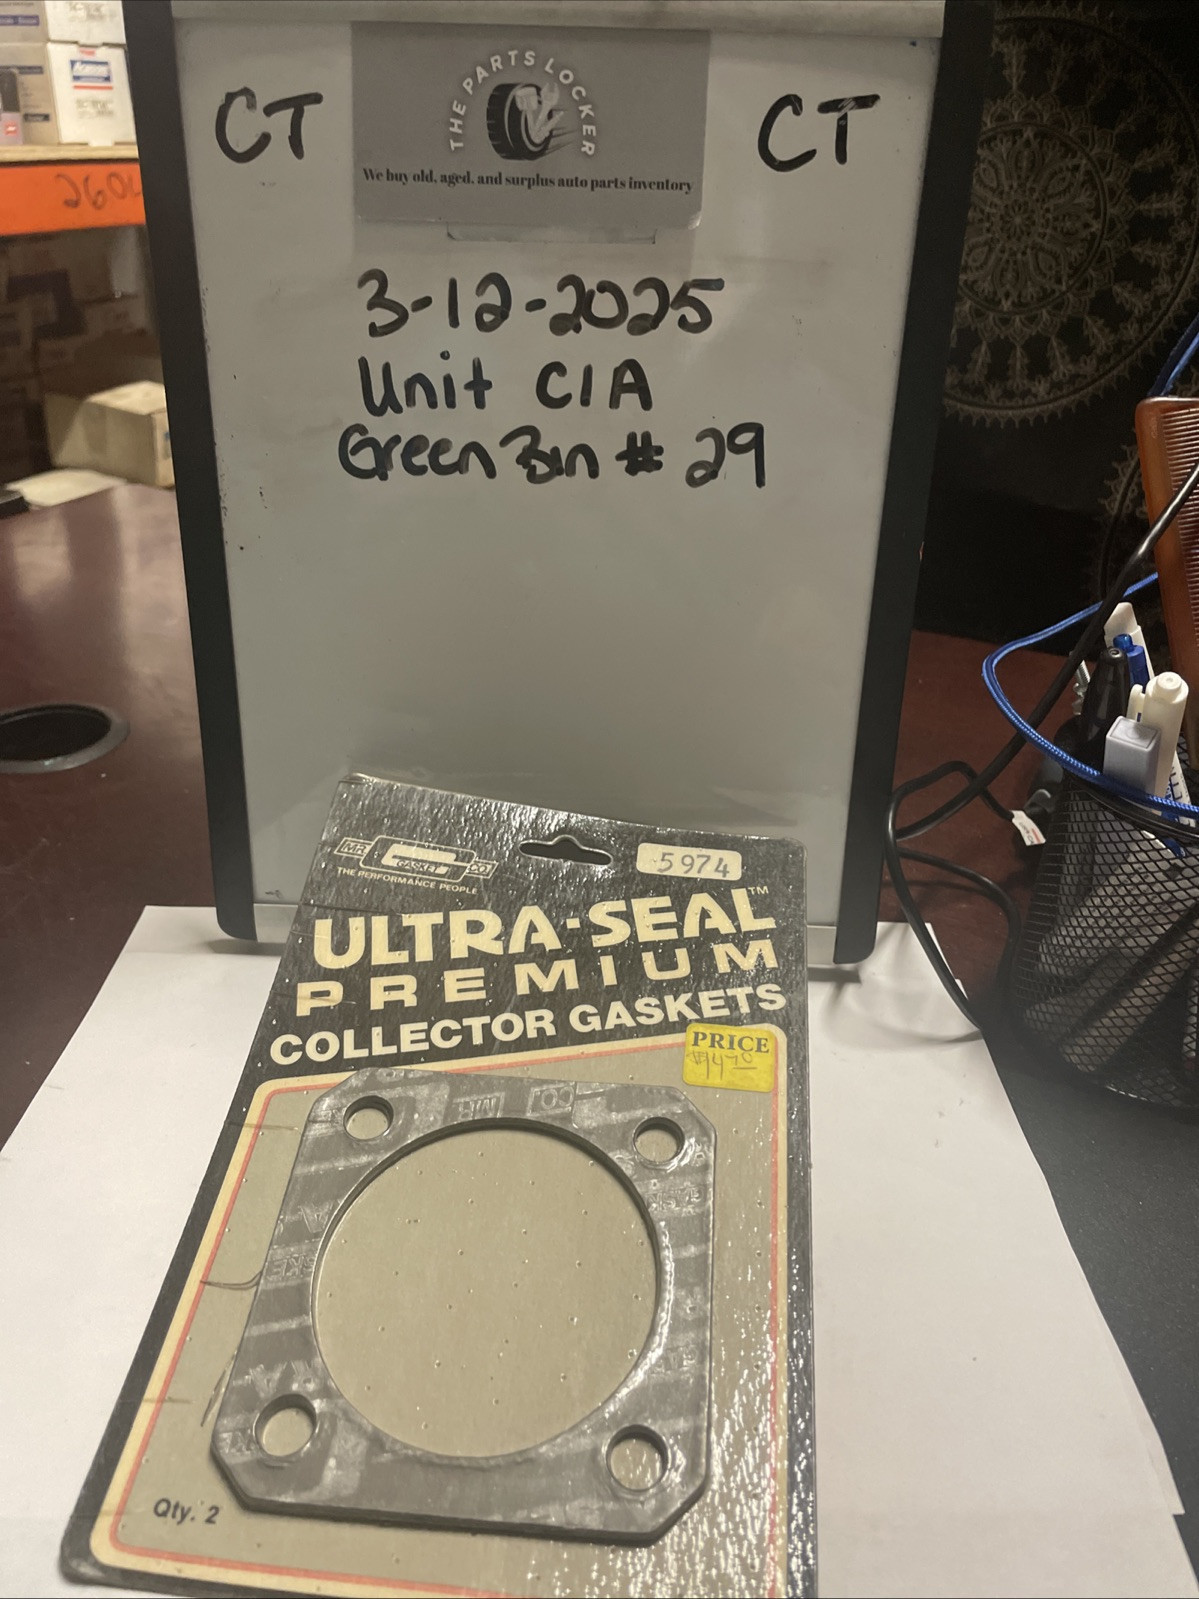 CT
CT
THE PARTS LOCKER
We buy old, aged, and surplus auto parts inventory
3-12-2025
Unit C1A
Green Bin # 29
MR. GASKET CO.
THE PERFORMANCE PEOPLE
5974
ULTRA-SEAL™
PREMIUM
COLLECTOR GASKETS
PRICE
Qty. 2